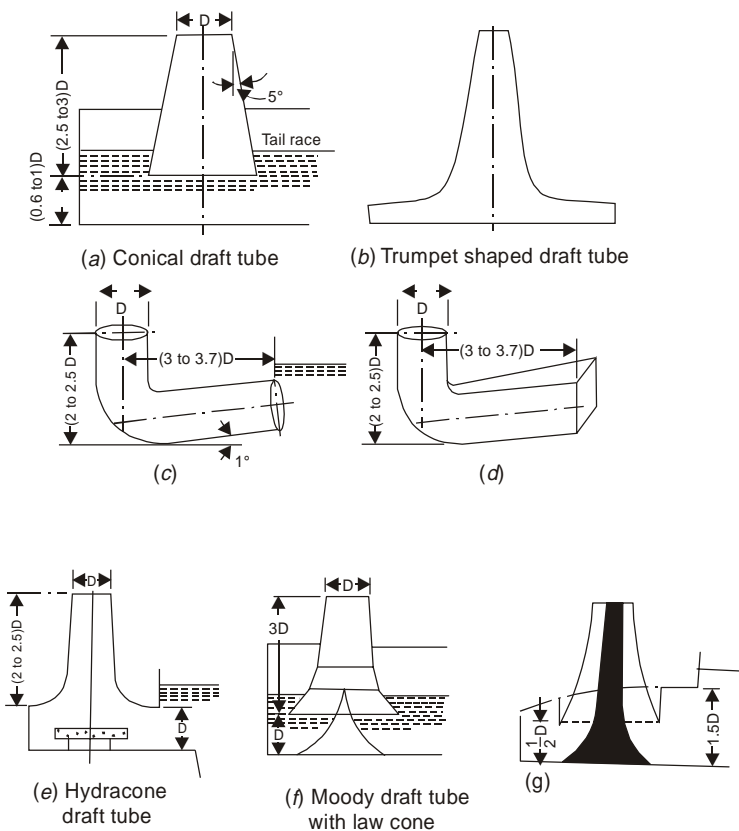 D
(2.5 to3)D
5°
Tail race
(0.6 to1)D
(a) Conical draft tube
(b) Trumpet shaped draft tube
D
(3 to 3.7)D
(2 to 2.5 D
1°
(c)
D
(3 to 3.7)D
(2 to 2.5)D
(d)
D
(2 to 2.5)D
D
(e) Hydracone
draft tube
D
3D
D
(f) Moody draft tube
with law cone
1/2 D
1.5D
(g)